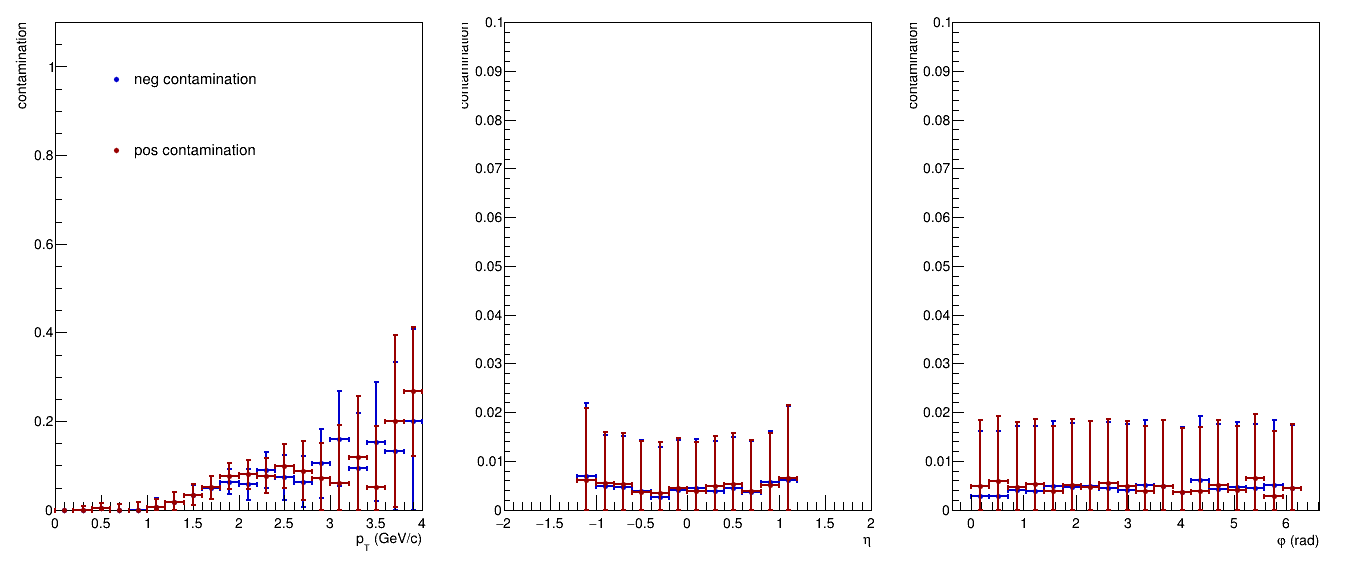 contamination
neg contamination
pos contamination
1
0.8
0.6
0.4
0.2
0
0 0.5 1 1.5 2 2.5 3 3.5 4
p_T (GeV/c)
contamination
0.1
0.09
0.08
0.07
0.06
0.05
0.04
0.03
0.02
0.01
0
−2 −1.5 −1 −0.5 0 0.5 1 1.5 2
η
contamination
0.1
0.09
0.08
0.07
0.06
0.05
0.04
0.03
0.02
0.01
0
0 1 2 3 4 5 6
φ (rad)